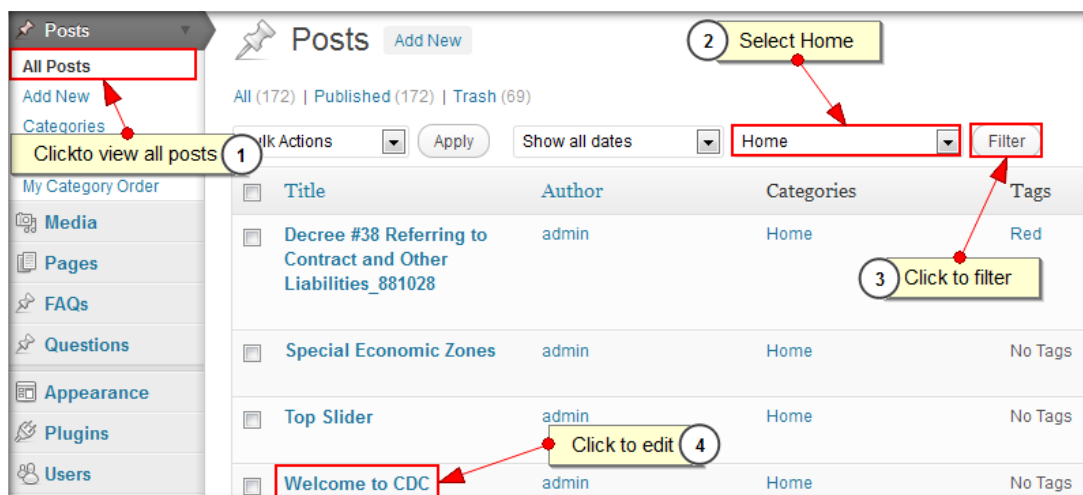 Posts
All Posts
Add New
Categories
Clickto view all posts 1
My Category Order
Media
Pages
FAQs
Questions
Appearance
Plugins
Users
Posts Add New
2 Select Home
All (172) | Published (172) | Trash (69)
ulk Actions Apply Show all dates Home Filter
Title Author Categories Tags
Decree #38 Referring to admin Home Red
Contract and Other
Liabilities_881028
3 Click to filter
Special Economic Zones admin Home No Tags
Top Slider admin Home No Tags
Click to edit 4
Welcome to CDC admin Home No Tags